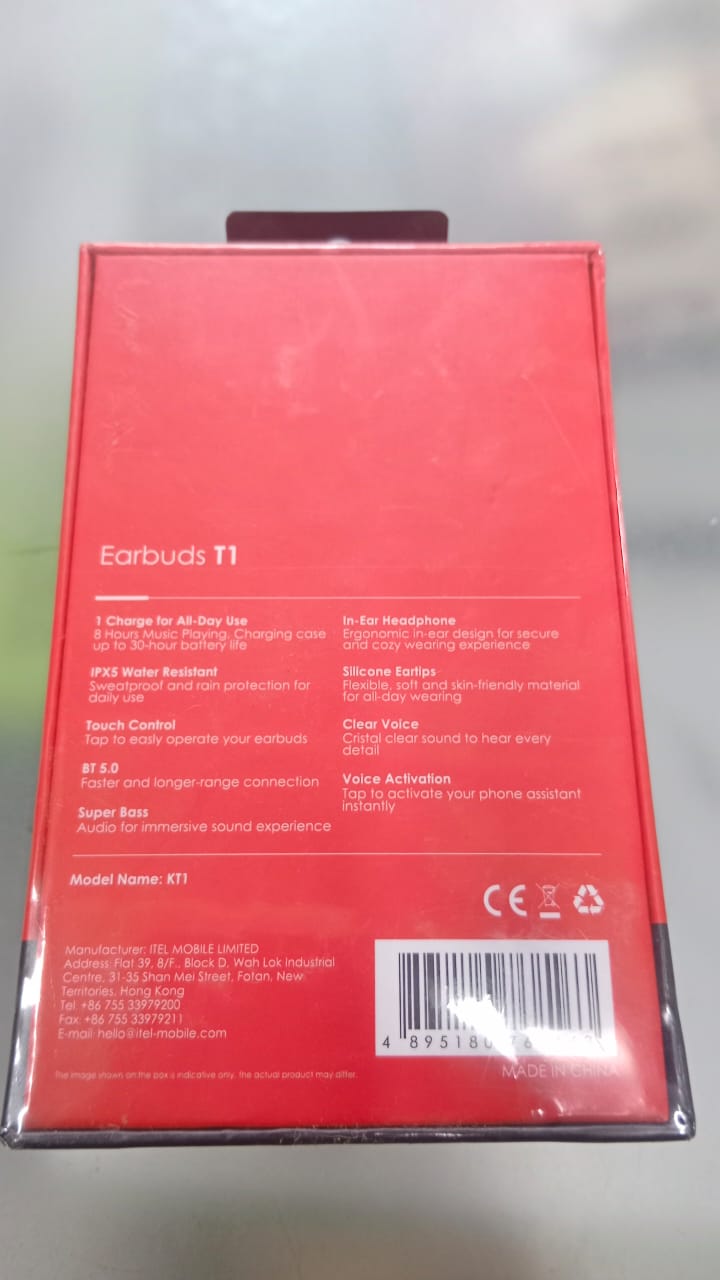 Earbuds T1
1 Charge for All-Day Use
8 Hours Music Playing, Charging case
up to 30-hour battery life
IPX5 Water Resistant
Sweatproof and rain protection for
daily use
Touch Control
Tap to easily operate your earbuds
BT 5.0
Faster and longer-range connection
Super Bass
Audio for immersive sound experience
In-Ear Headphone
Ergonomic in-ear design for secure
and cozy wearing experience
Silicone Eartips
Flexible, soft and skin-friendly material
for all-day wearing
Clear Voice
Cristal clear sound to hear every
detail
Voice Activation
Tap to activate your phone assistant
instantly
Model Name: KT1
CE
Manufacturer: ITEL MOBILE LIMITED
Address: Flat 39, 8/F., Block D, Wah Lok Industrial
Centre, 31-35 Shan Mei Street, Fotan, New
Territories, Hong Kong
Tel: +86 755 33979200
Fax: +86 755 33979211
E-mail: hello@itel-mobile.com
The image shown on the box is indicative only, the actual product may differ.
4 895180 76
MADE IN CHINA